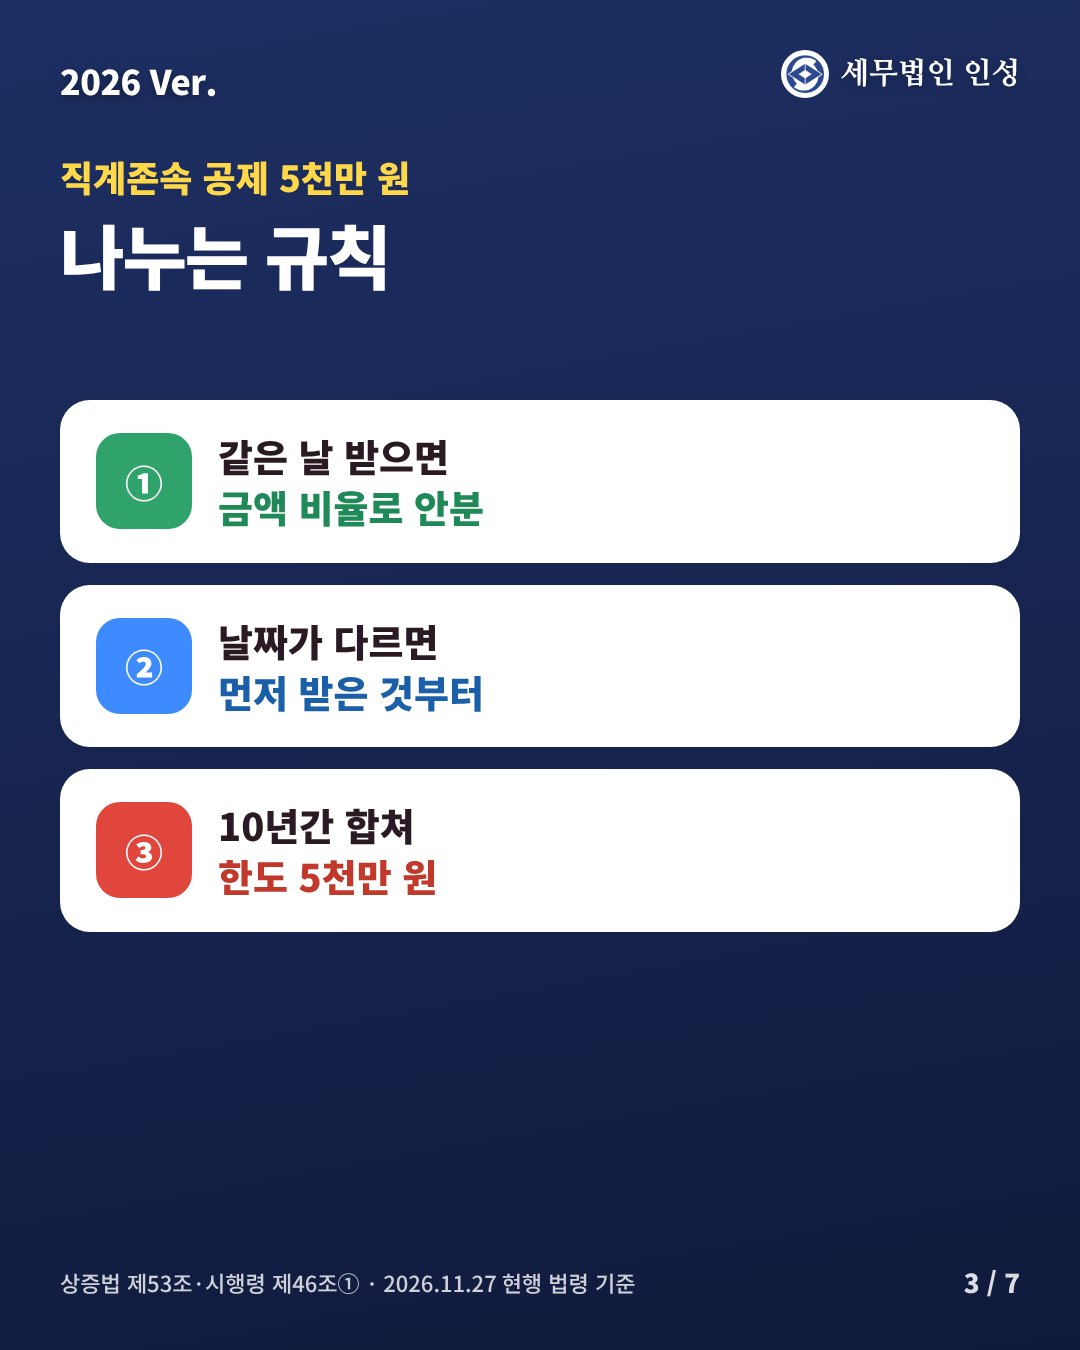 2026 Ver.
세무법인 인성
직계존속 공제 5천만 원
나누는 규칙
① 같은 날 받으면
금액 비율로 안분
② 날짜가 다르면
먼저 받은 것부터
③ 10년간 합쳐
한도 5천만 원
상증법 제53조·시행령 제46조① · 2026.11.27 현행 법령 기준
3 / 7